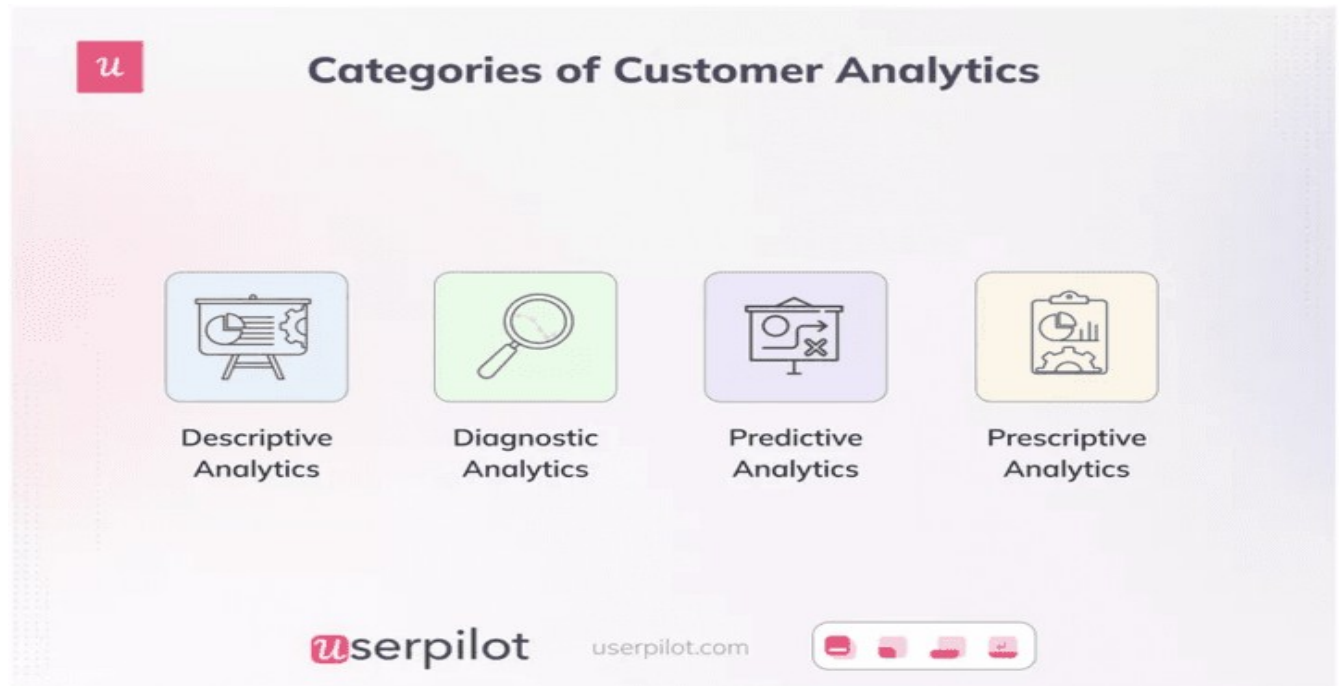 u
Categories of Customer Analytics
Descriptive
Analytics
Diagnostic
Analytics
Predictive
Analytics
Prescriptive
Analytics
userpilot
userpilot.com